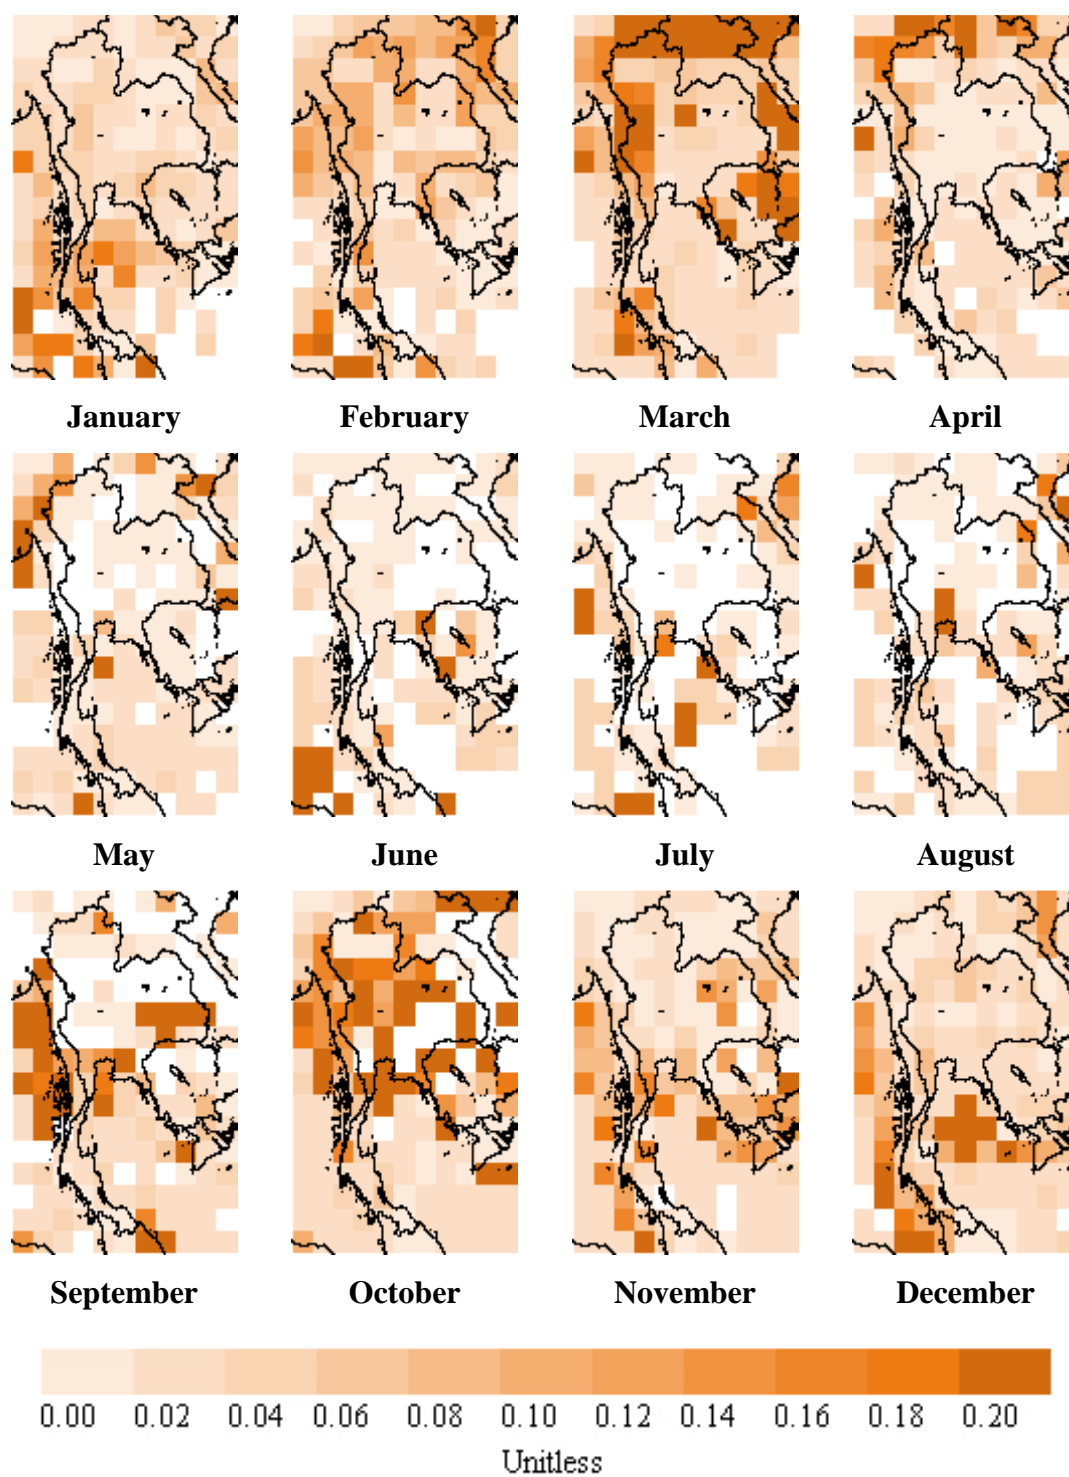 January February March April
May June July August
September October November December
0.00 0.02 0.04 0.06 0.08 0.10 0.12 0.14 0.16 0.18 0.20
Unitless